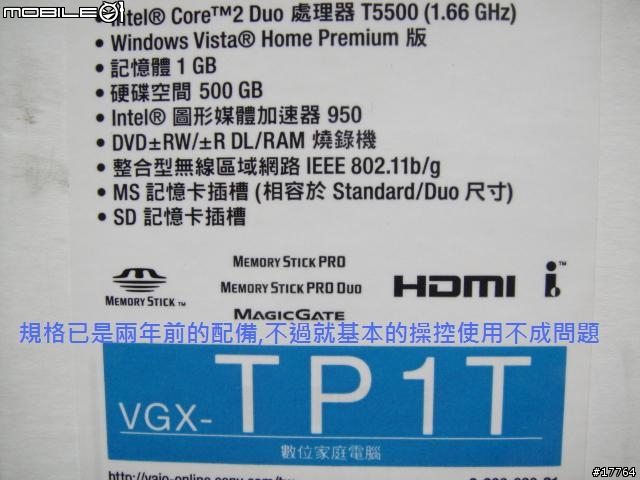 MOBILE01
• Intel® Core™2 Duo 處理器 T5500 (1.66 GHz)
• Windows Vista® Home Premium 版
• 記憶體 1 GB
• 硬碟空間 500 GB
• Intel® 圖形媒體加速器 950
• DVD±RW/±R DL/RAM 燒錄機
• 整合型無線區域網路 IEEE 802.11b/g
• MS 記憶卡插槽 (相容於 Standard/Duo 尺寸)
• SD 記憶卡插槽
MEMORY STICK PRO
MEMORY STICK PRO DUO
MEMORY STICK™
HDMI
i™
MAGICGATE
規格已是兩年前的配備,不過就基本的操控使用不成問題
VGX-TP1T
數位家庭電腦
#17764